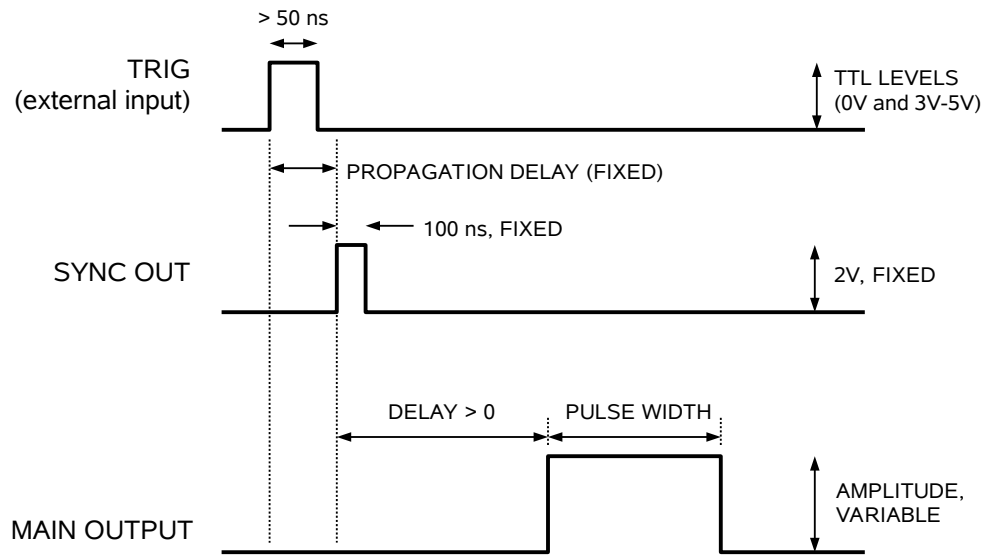 > 50 ns
TRIG
(external input)
TTL LEVELS
(0V and 3V-5V)
PROPAGATION DELAY (FIXED)
100 ns, FIXED
SYNC OUT
2V, FIXED
DELAY > 0
PULSE WIDTH
AMPLITUDE,
VARIABLE
MAIN OUTPUT